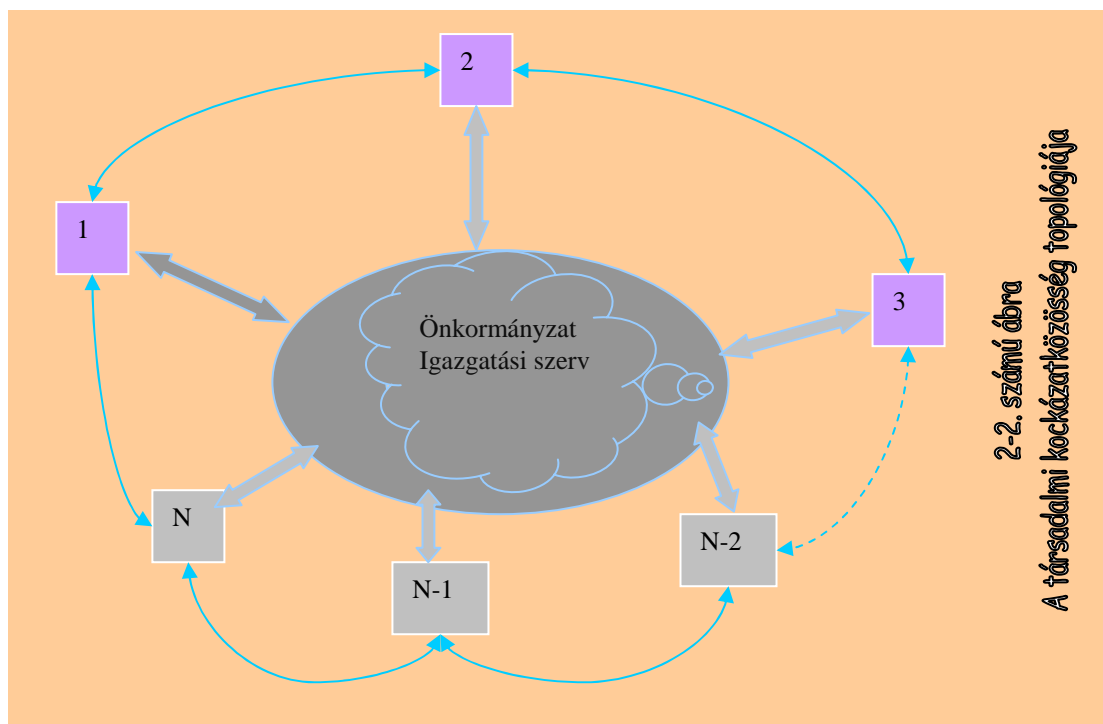 2
1
3
Önkormányzat
Igazgatási szerv
N
N-1
N-2
2-2. számú ábra
A társadalmi kockázatközösség topológiája